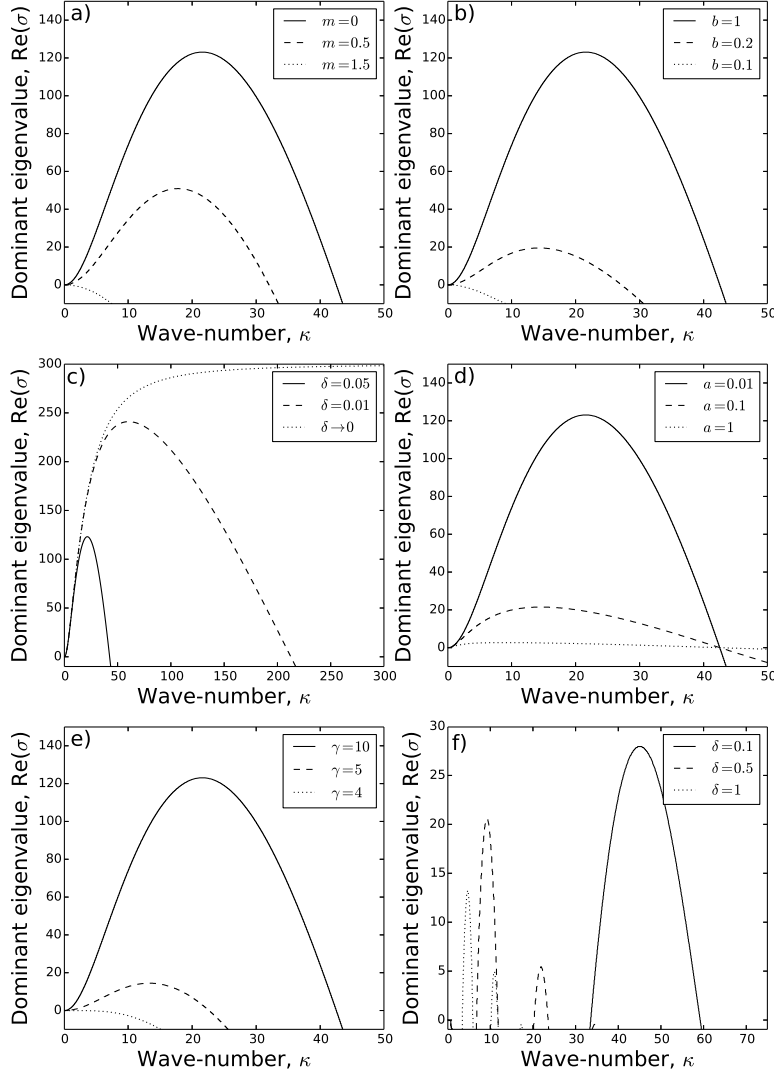 a)
m=0
m=0.5
m=1.5
Dominant eigenvalue, Re(σ)
140
120
100
80
60
40
20
0
0 10 20 30 40 50
Wave-number, κ
b)
b=1
b=0.2
b=0.1
Dominant eigenvalue, Re(σ)
140
120
100
80
60
40
20
0
0 10 20 30 40 50
Wave-number, κ
c)
δ=0.05
δ=0.01
δ→0
Dominant eigenvalue, Re(σ)
300
250
200
150
100
50
0
0 50 100 150 200 250 300
Wave-number, κ
d)
a=0.01
a=0.1
a=1
Dominant eigenvalue, Re(σ)
140
120
100
80
60
40
20
0
0 10 20 30 40 50
Wave-number, κ
e)
γ=10
γ=5
γ=4
Dominant eigenvalue, Re(σ)
140
120
100
80
60
40
20
0
0 10 20 30 40 50
Wave-number, κ
f)
δ=0.1
δ=0.5
δ=1
Dominant eigenvalue, Re(σ)
30
25
20
15
10
5
0
0 10 20 30 40 50 60 70
Wave-number, κ